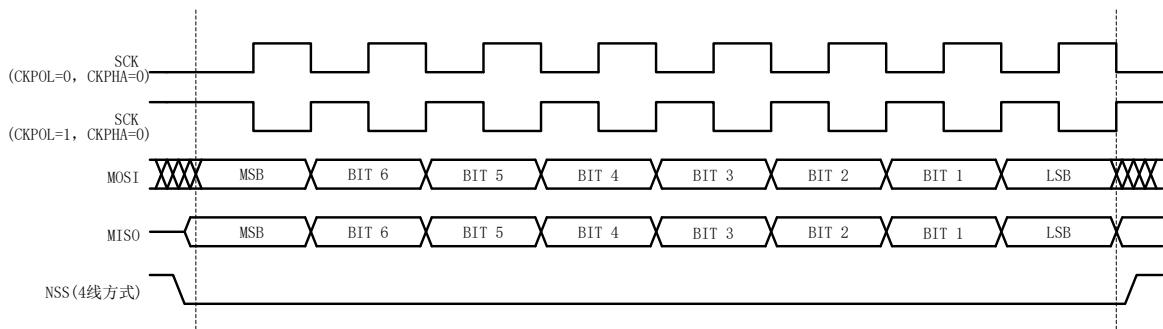 SCK
(CKPOL=0，CKPHA=0)
SCK
(CKPOL=1，CKPHA=0)
MOSI MSB BIT 6 BIT 5 BIT 4 BIT 3 BIT 2 BIT 1 LSB
MISO MSB BIT 6 BIT 5 BIT 4 BIT 3 BIT 2 BIT 1 LSB
NSS(4线方式)